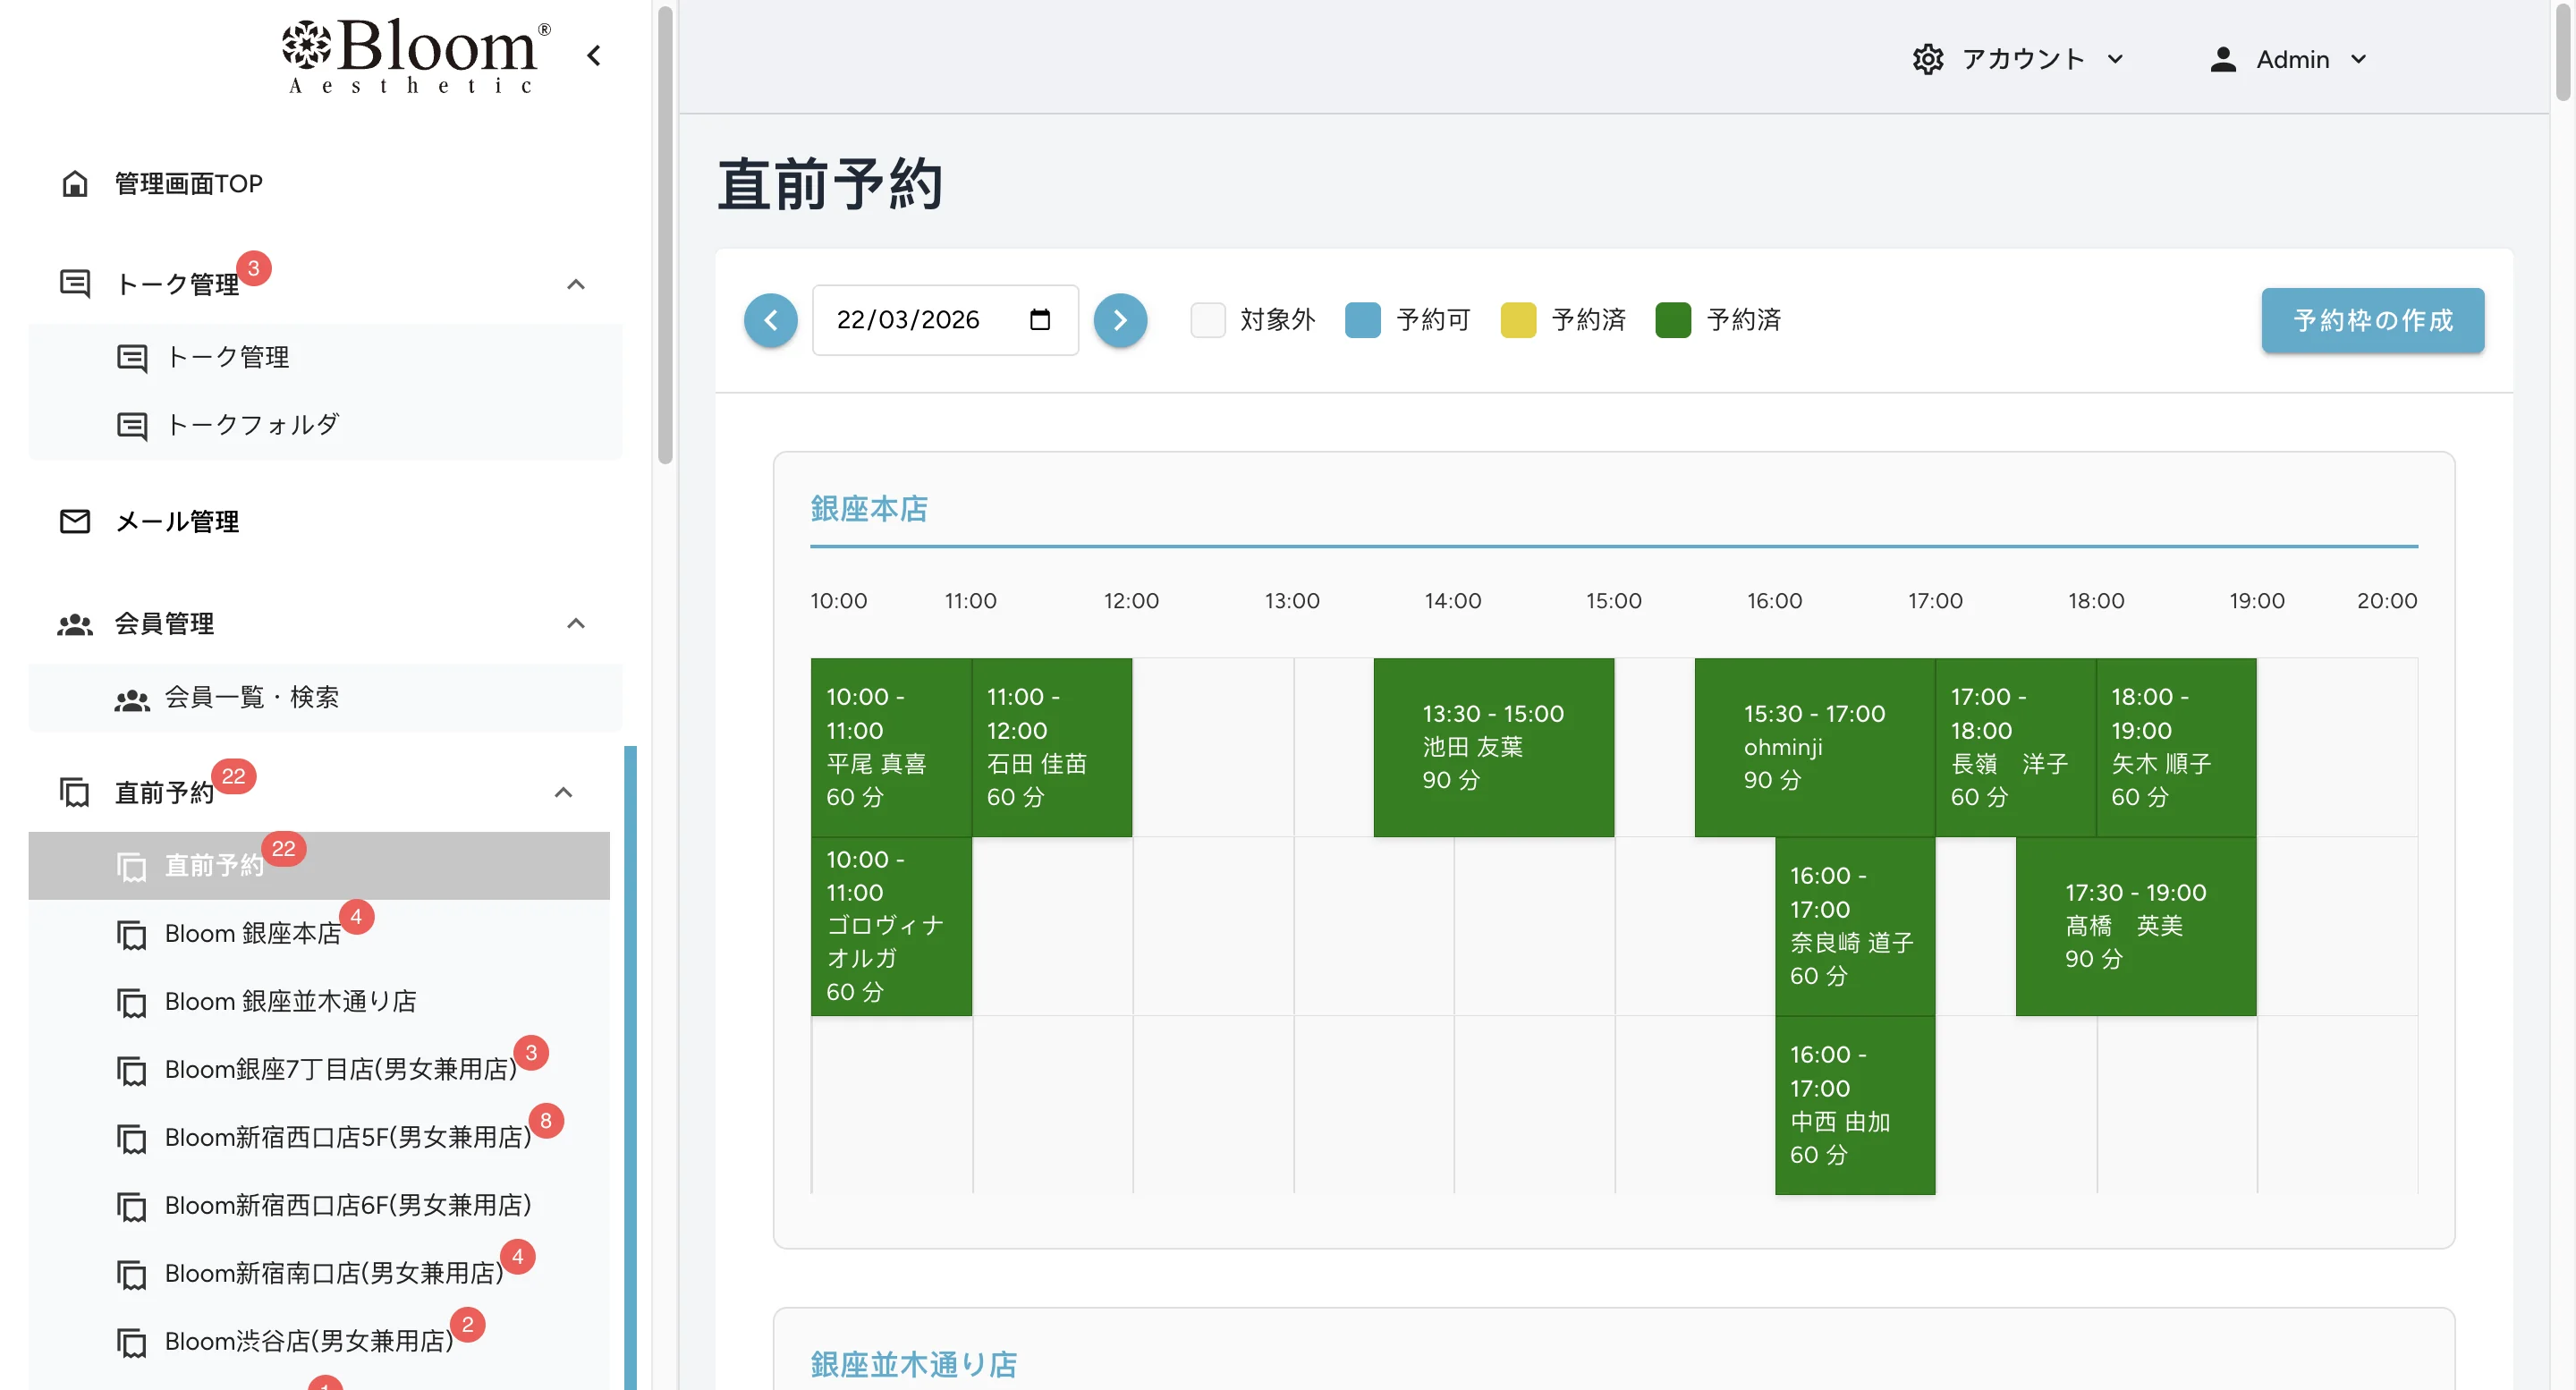 Bloom®
Aesthetic
管理画面TOP
トーク管理
3
トーク管理
トークフォルダ
メール管理
会員管理
会員一覧・検索
直前予約
22
直前予約
22
Bloom 銀座本店
4
Bloom 銀座並木通り店
Bloom銀座7丁目店(男女兼用店)
3
Bloom新宿西口店5F(男女兼用店)
8
Bloom新宿西口店6F(男女兼用店)
Bloom新宿南口店(男女兼用店)
4
Bloom渋谷店(男女兼用店)
2
1
アカウント
Admin
直前予約
22/03/2026
対象外
予約可
予約済
予約済
予約枠の作成
銀座本店
10:00 11:00 12:00 13:00 14:00 15:00 16:00 17:00 18:00 19:00 20:00
10:00 -
11:00
平尾 真喜
60 分
11:00 -
12:00
石田 佳苗
60 分
13:30 - 15:00
池田 友葉
90 分
15:30 - 17:00
ohminji
90 分
17:00 -
18:00
長嶺　洋子
60 分
18:00 -
19:00
矢木 順子
60 分
10:00 -
11:00
ゴロヴィナ
オルガ
60 分
16:00 -
17:00
奈良崎 道子
60 分
17:30 - 19:00
髙橋　英美
90 分
16:00 -
17:00
中西 由加
60 分
銀座並木通り店